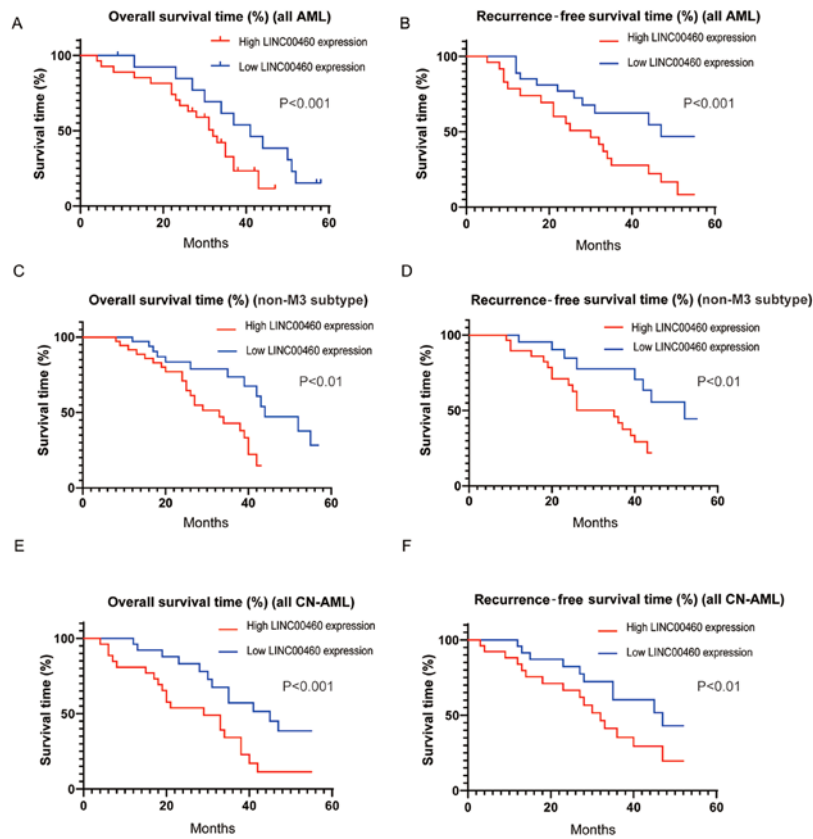 A
Overall survival time (%) (all AML)
High LINC00460 expression
Low LINC00460 expression
P<0.001
Survival time (%)
100
50
0
0 20 40 60
Months
B
Recurrence-free survival time (%) (all AML)
High LINC00460 expression
Low LINC00460 expression
P<0.001
Survival time (%)
100
50
0
0 20 40 60
Months
C
Overall survival time (%) (non-M3 subtype)
High LINC00460 expression
Low LINC00460 expression
P<0.01
Survival time (%)
100
50
0
0 20 40 60
Months
D
Recurrence-free survival time (%) (non-M3 subtype)
High LINC00460 expression
Low LINC00460 expression
P<0.01
Survival time (%)
100
50
0
0 20 40 60
Months
E
Overall survival time (%) (all CN-AML)
High LINC00460 expression
Low LINC00460 expression
P<0.001
Survival time (%)
100
50
0
0 20 40 60
Months
F
Recurrence-free survival time (%) (all CN-AML)
High LINC00460 expression
Low LINC00460 expression
P<0.01
Survival time (%)
100
50
0
0 20 40 60
Months